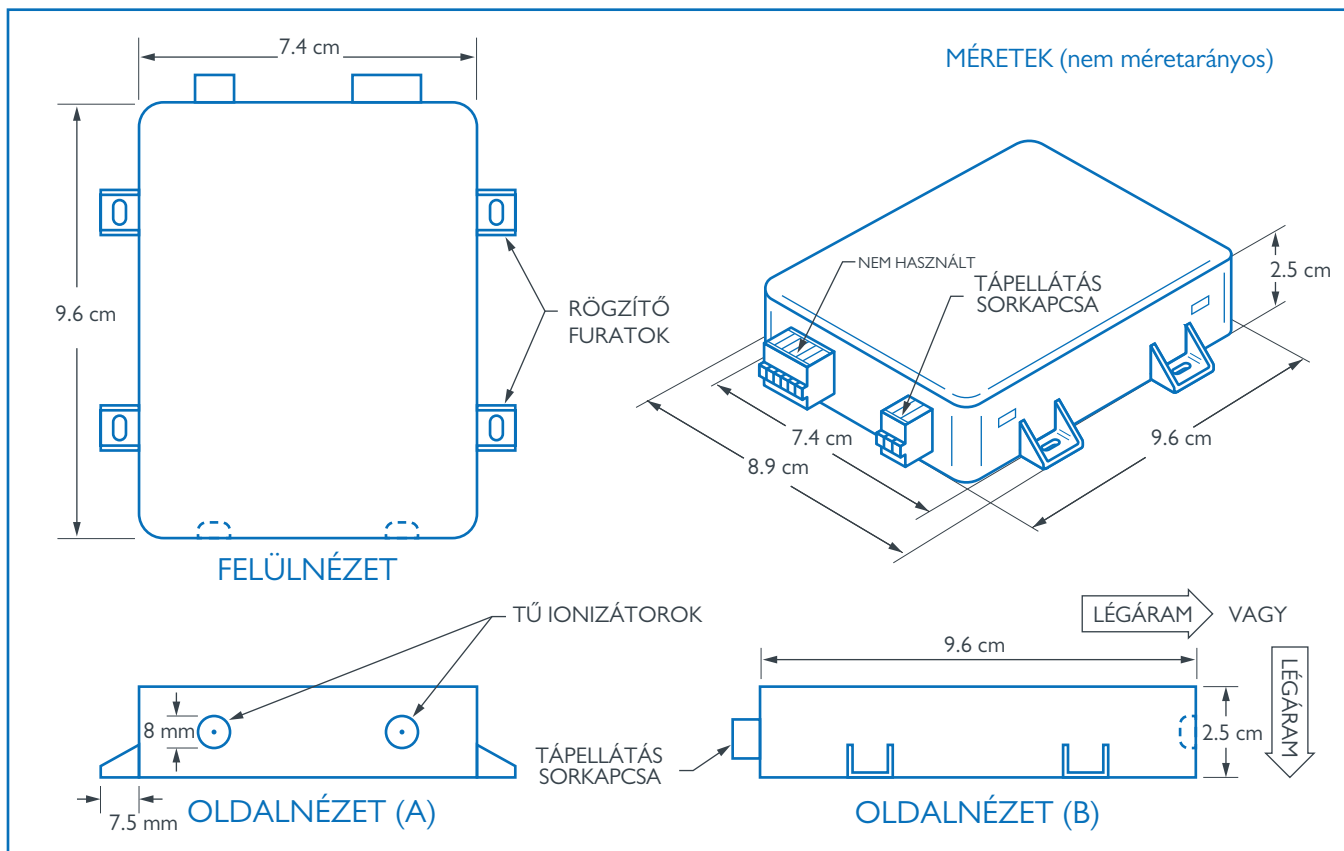 MÉRETEK (nem méretarányos)
7.4 cm
9.6 cm
RÖGZÍTŐ
FURATOK
FELÜLNÉZET
NEM HASZNÁLT
TÁPELLÁTÁS
SORKAPCSA
2.5 cm
7.4 cm
8.9 cm
9.6 cm
TŰ IONIZÁTOROK
8 mm
7.5 mm
OLDALNÉZET (A)
TÁPELLÁTÁS
SORKAPCSA
LÉGÁRAM
VAGY
LÉGÁRAM
9.6 cm
2.5 cm
OLDALNÉZET (B)